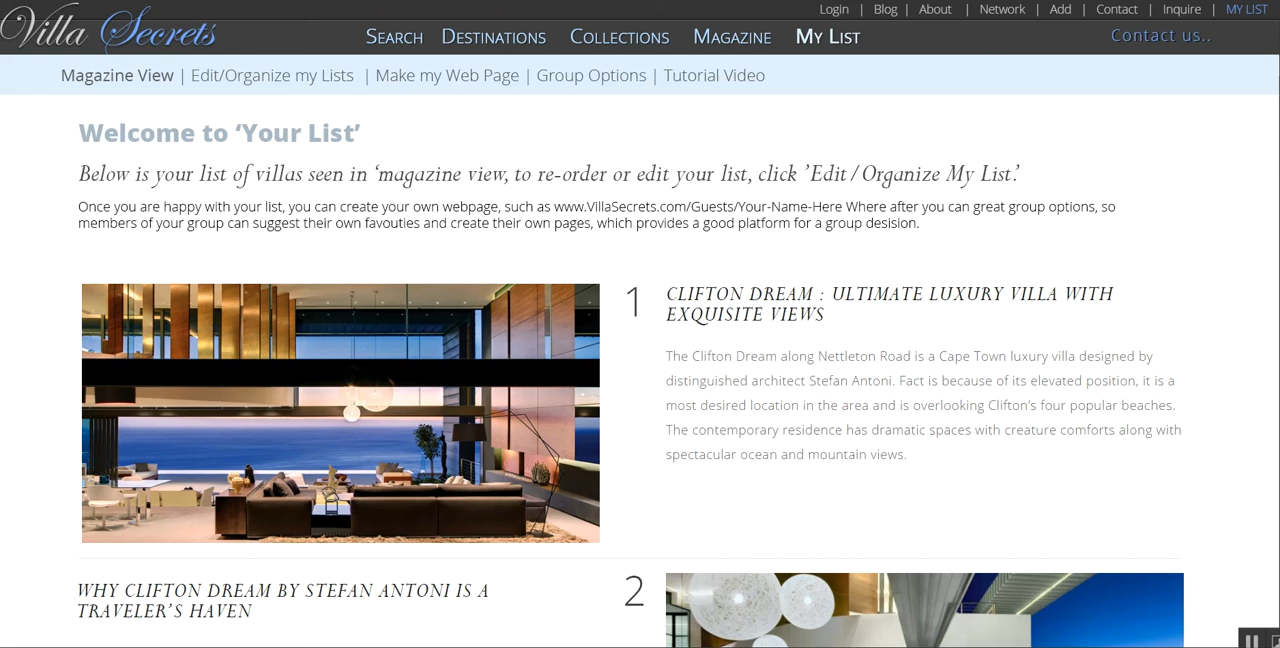 Villa Secrets
Login | Blog | About | Network | Add | Contact | Inquire | MY LIST
SEARCH DESTINATIONS COLLECTIONS MAGAZINE MY LIST Contact us..
Magazine View | Edit/Organize my Lists | Make my Web Page | Group Options | Tutorial Video
Welcome to ‘Your List’
Below is your list of villas seen in ‘magazine view, to re-order or edit your list, click ’Edit / Organize My List.’
Once you are happy with your list, you can create your own webpage, such as www.VillaSecrets.com/Guests/Your-Name-Here Where after you can great group options, so
members of your group can suggest their own favouties and create their own pages, which provides a good platform for a group desision.
1
CLIFTON DREAM : ULTIMATE LUXURY VILLA WITH
EXQUISITE VIEWS
The Clifton Dream along Nettleton Road is a Cape Town luxury villa designed by
distinguished architect Stefan Antoni. Fact is because of its elevated position, it is a
most desired location in the area and is overlooking Clifton’s four popular beaches.
The contemporary residence has dramatic spaces with creature comforts along with
spectacular ocean and mountain views.
WHY CLIFTON DREAM BY STEFAN ANTONI IS A
TRAVELER’S HAVEN
2